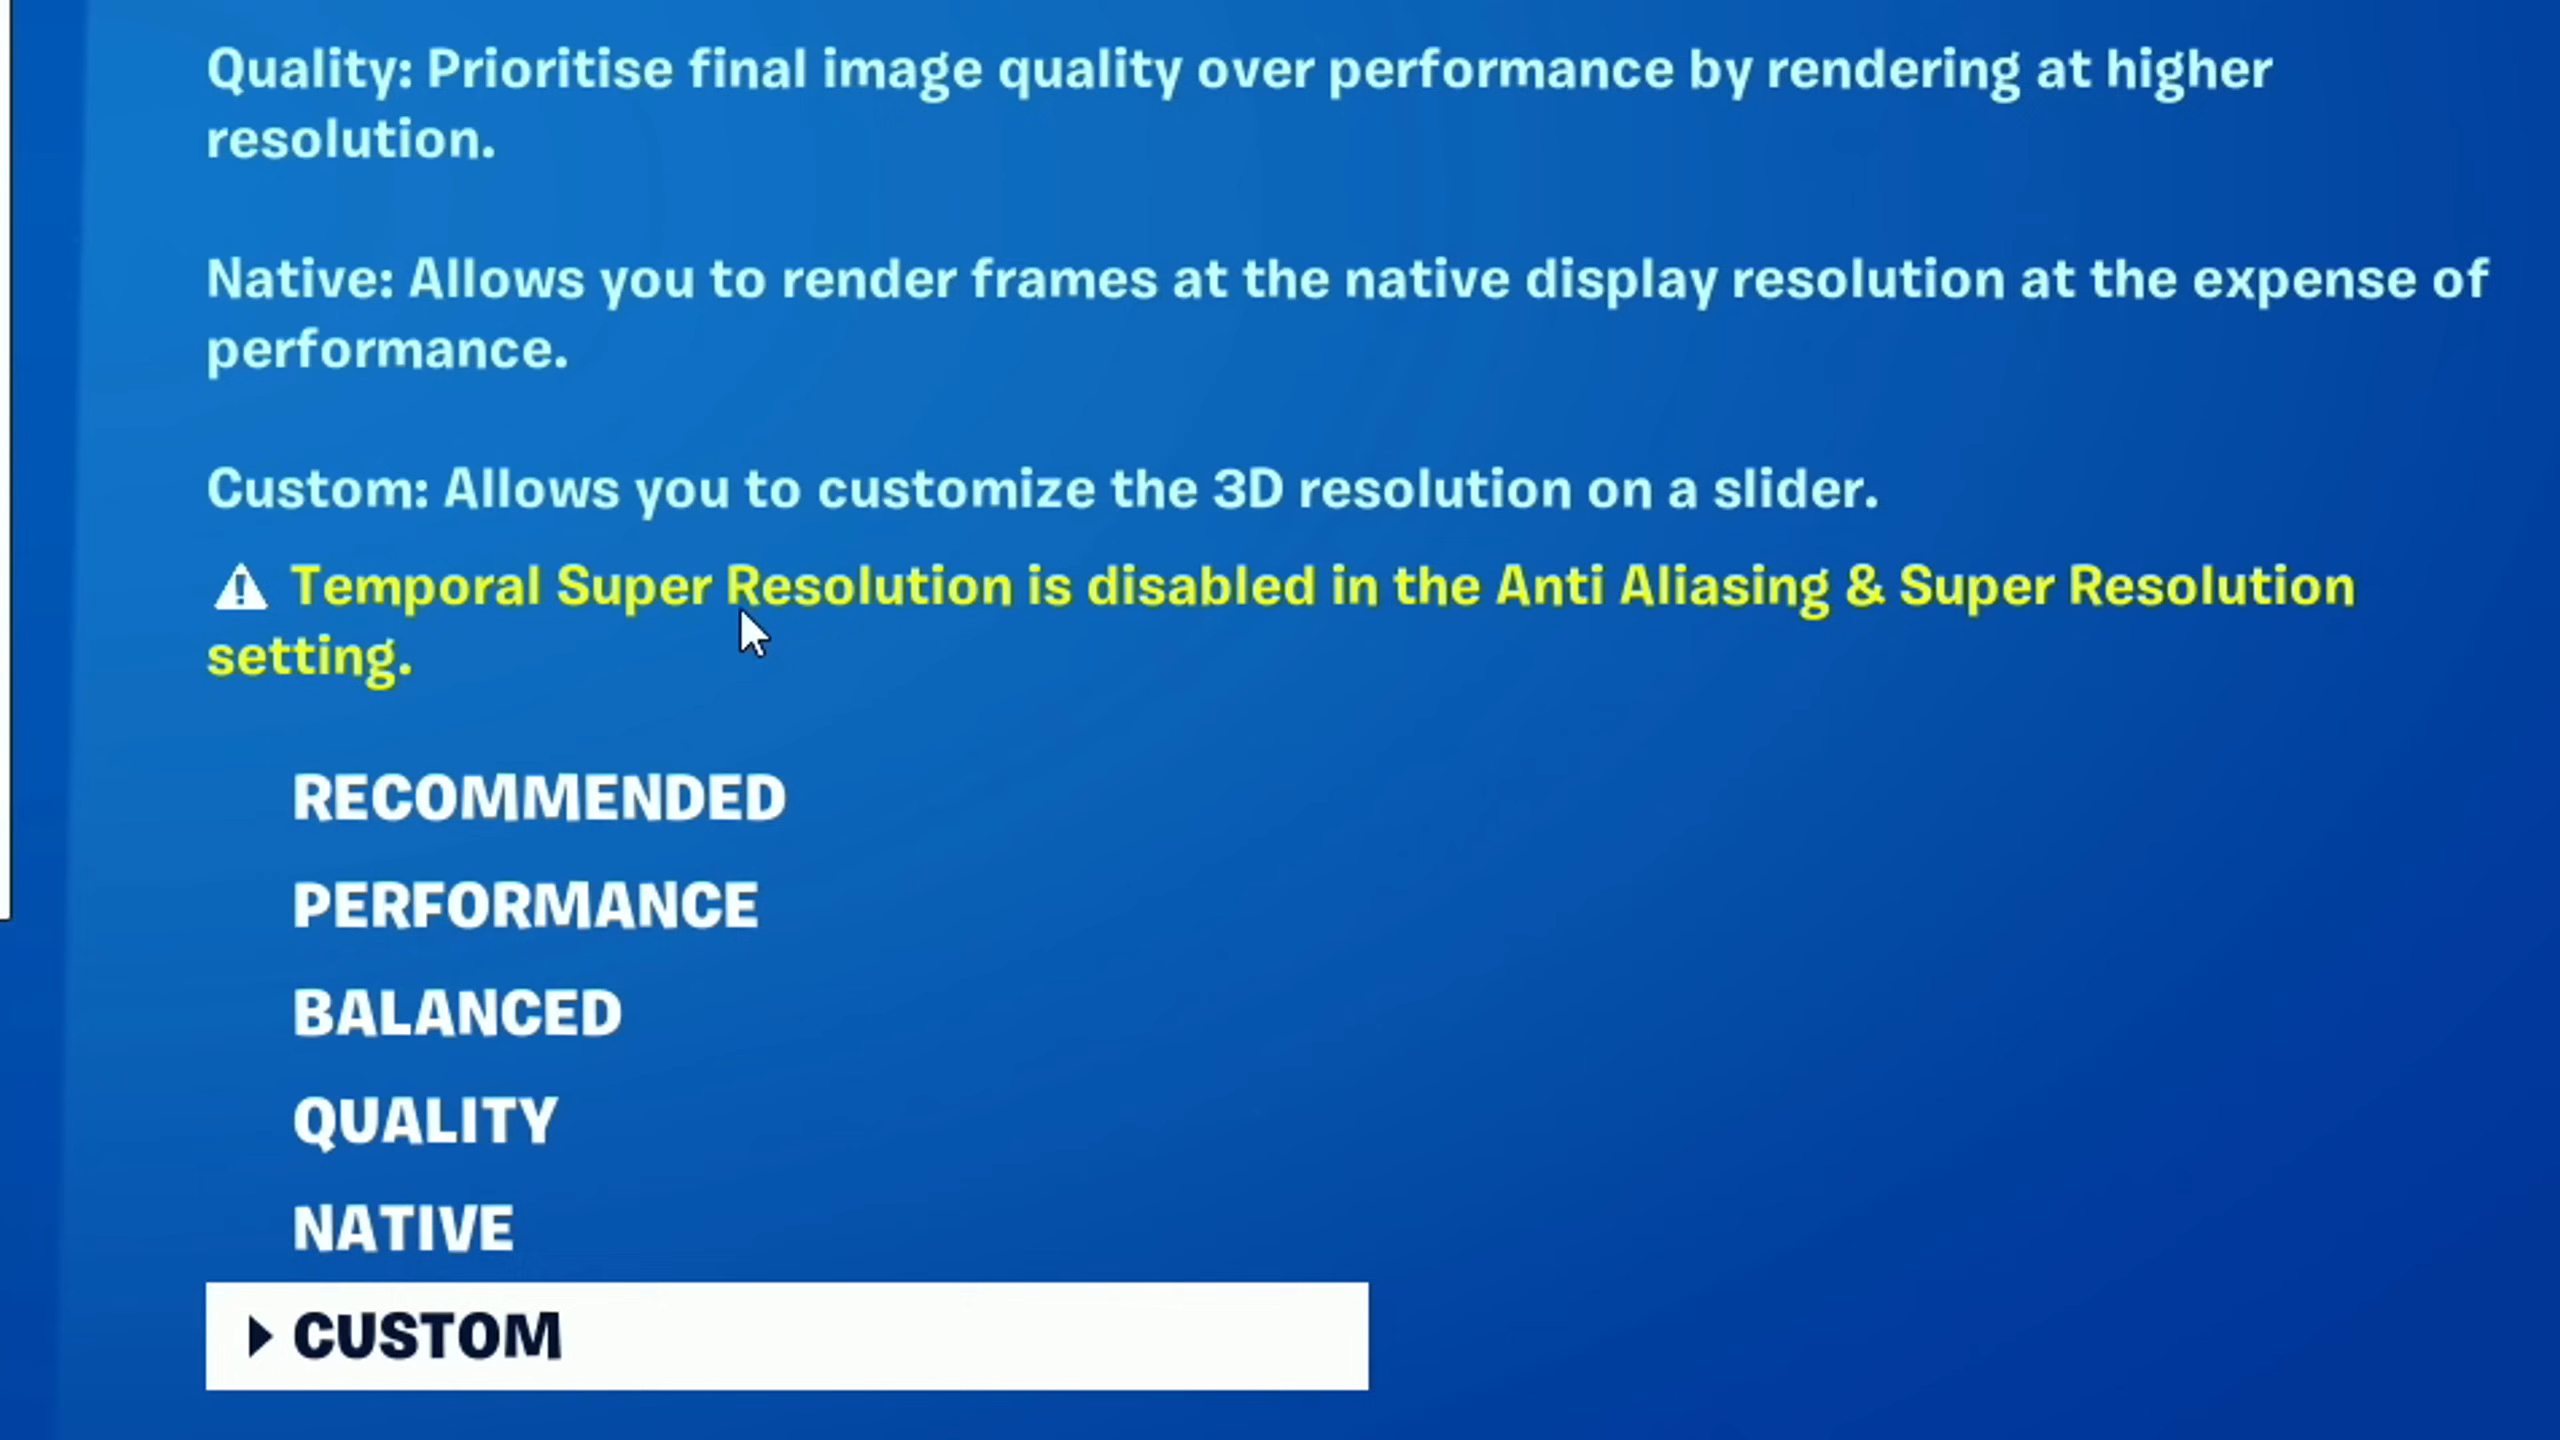 Quality: Prioritise final image quality over performance by rendering at higher
resolution.
Native: Allows you to render frames at the native display resolution at the expense of
performance.
Custom: Allows you to customize the 3D resolution on a slider.
Temporal Super Resolution is disabled in the Anti Aliasing & Super Resolution
setting.
RECOMMENDED
PERFORMANCE
BALANCED
QUALITY
NATIVE
CUSTOM